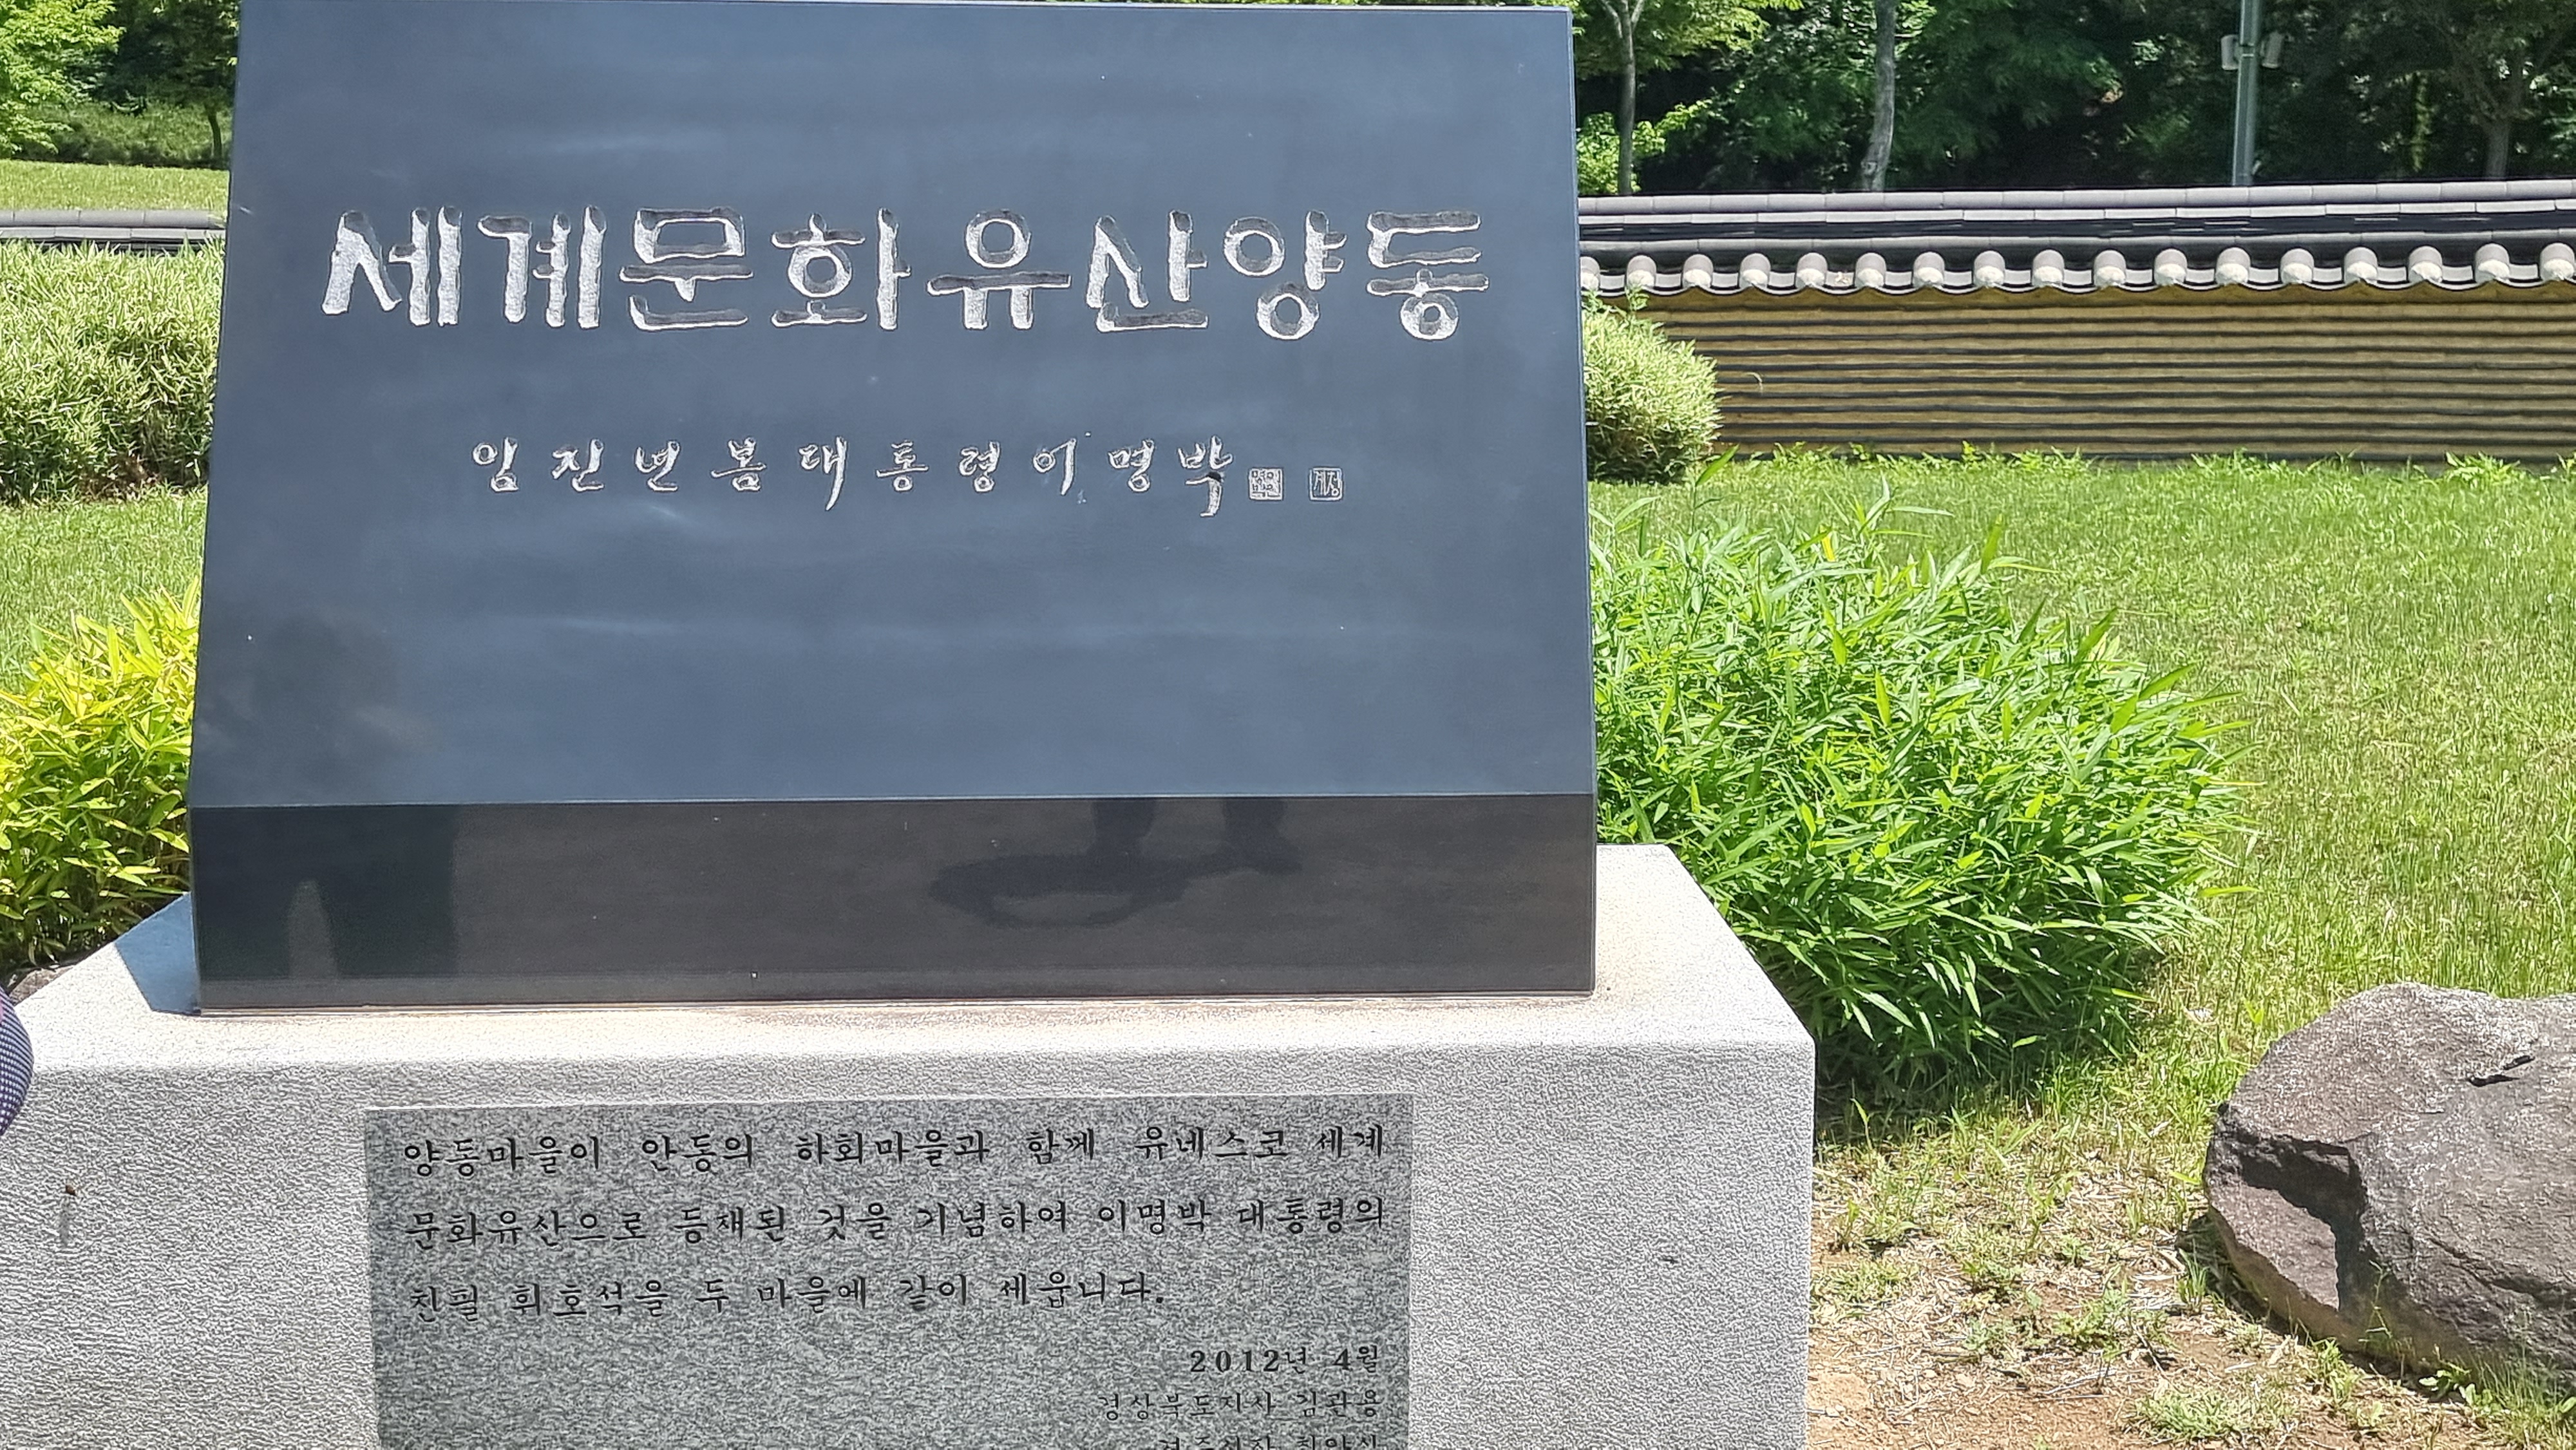 세계문화유산양동
임진년봄대통령이명박
양동마을이 안동의 하회마을과 함께 유네스코 세계
문화유산으로 등재된 것을 기념하여 이명박 대통령의
친필 휘호석을 두 마을에 같이 세웁니다.
2012년 4월
경상북도지사 김관용